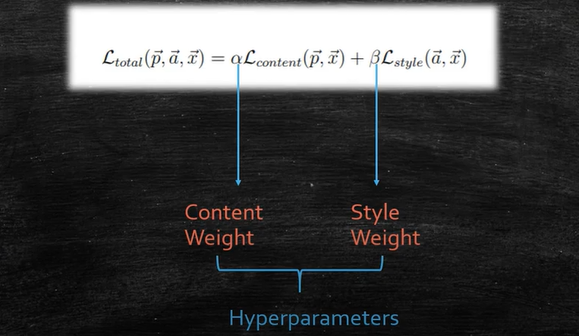 ℒ_total(p⃗, a⃗, x⃗) = αℒ_content(p⃗, x⃗) + βℒ_style(a⃗, x⃗)
Content Weight
Style Weight
Hyperparameters